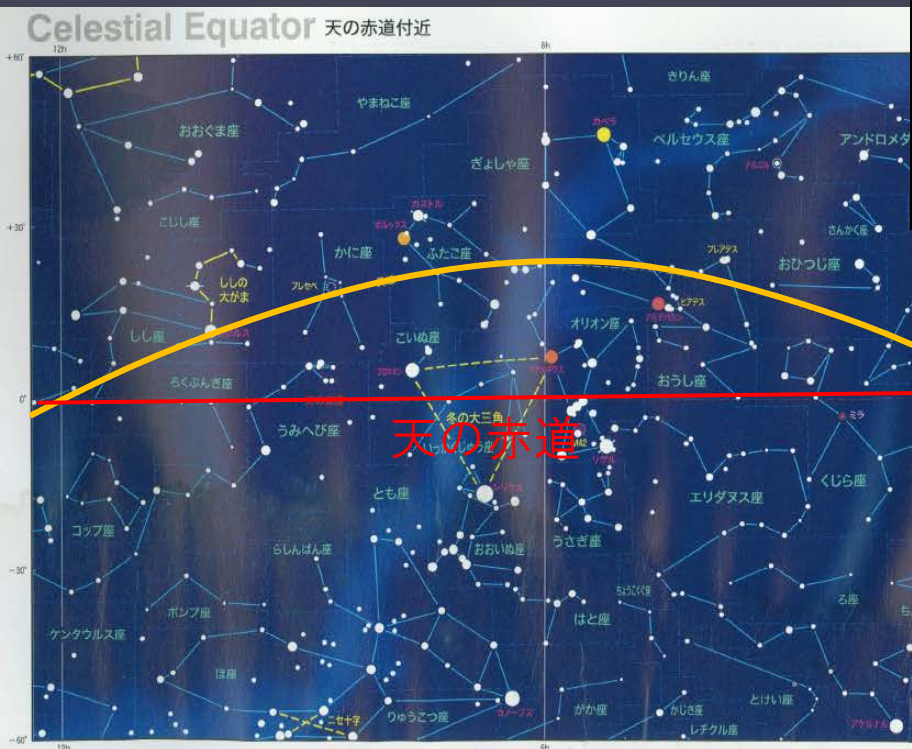 Celestial Equator 天の赤道付近
12h
6h
+60°
きりん座
やまねこ座
カペラ
おおぐま座
ペルセウス座
アンドロメダ
ぎょしゃ座
アルゴル
カストル
こじし座
+30°
ポルックス
さんかく座
かに座
ふたご座
プレアデス
おひつじ座
ししの
大がま
プレセペ
ヒアデス
アルデバラン
オリオン座
しし座
こいぬ座
プロキオン
ろくぶんぎ座
おうし座
0°
冬の大三角
ミラ
うみへび座
天の赤道
M42
リゲル
くじら座
シリウス
とも座
エリダヌス座
コップ座
うさぎ座
らしんばん座
おおいぬ座
-30°
ちょうこくぐ座
ろ座
ポンプ座
はと座
ケンタウルス座
ほ座
とけい座
ニセ十字
りゅうこつ座
カノープス
がか座
かじき座
アケルナル
レチクル座
-60°
12h
6h